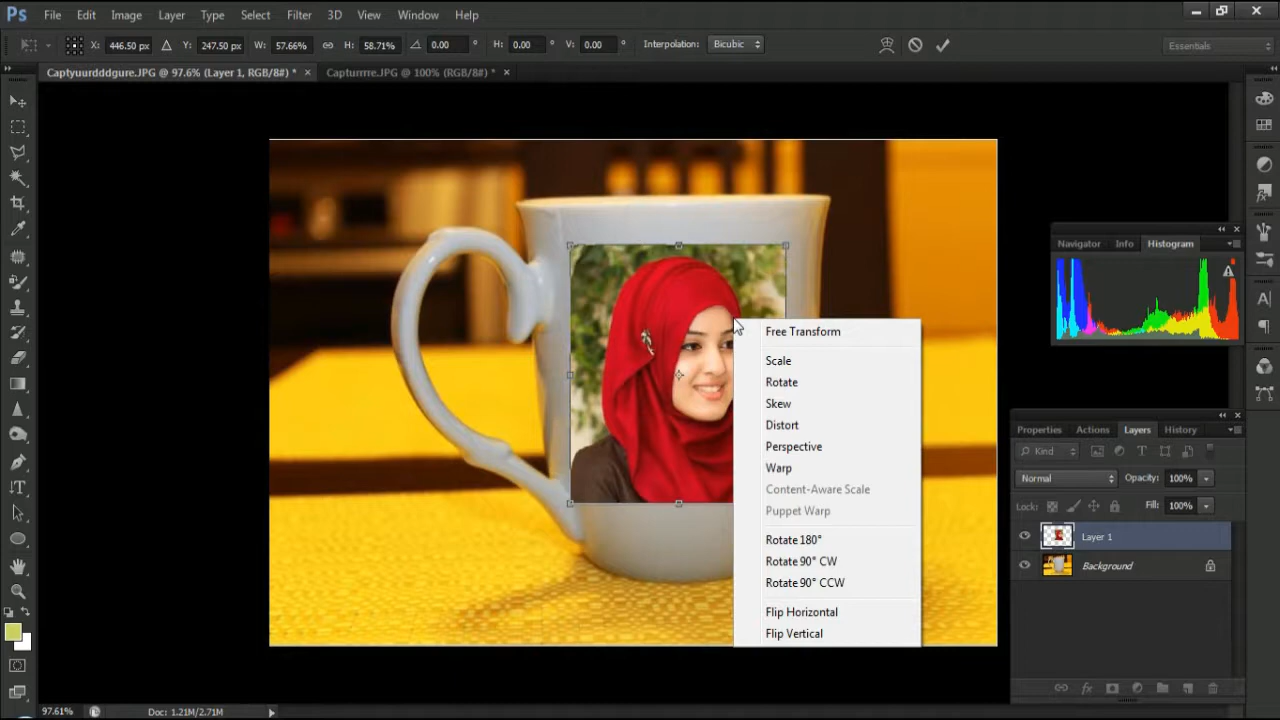 Ps File Edit Image Layer Type Select Filter 3D View Window Help
X: 446.50 px Y: 247.50 px W: 57.66% H: 58.71% 0.00 ° H: 0.00 ° V: 0.00 ° Interpolation: Bicubic Essentials
Captyuurdddgure.JPG @ 97.6% (Layer 1, RGB/8#) * × Capturrrre.JPG @ 100% (RGB/8#) * ×
Navigator Info Histogram
Free Transform
Scale
Rotate
Skew
Distort
Perspective
Warp
Content-Aware Scale
Puppet Warp
Rotate 180°
Rotate 90° CW
Rotate 90° CCW
Flip Horizontal
Flip Vertical
Properties Actions Layers History
Kind
Normal Opacity: 100%
Lock: Fill: 100%
Layer 1
Background
97.61% Doc: 1.21M/2.71M